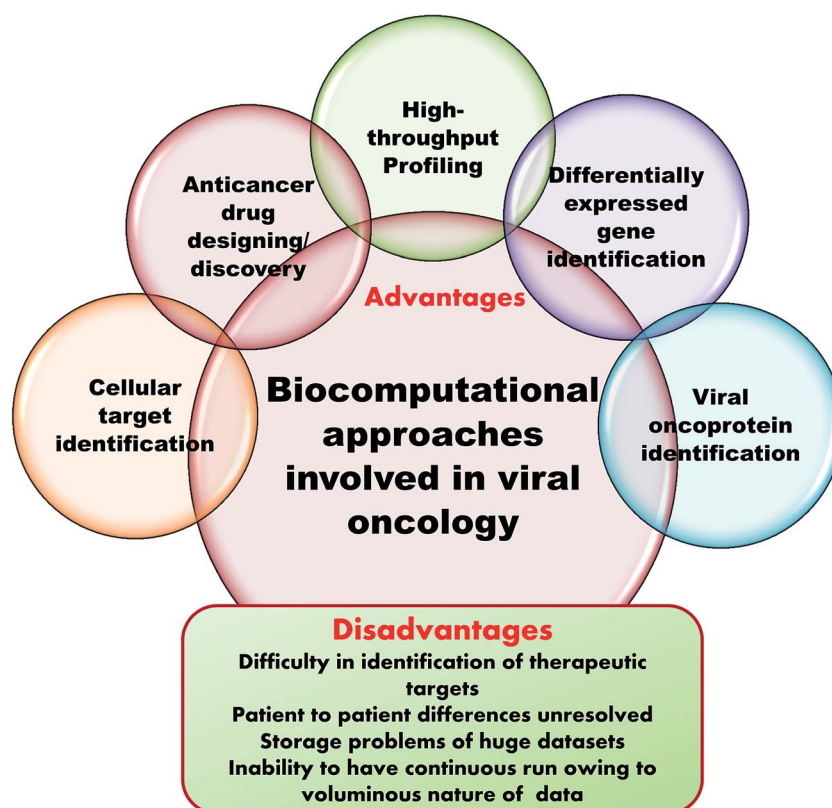 High-
throughput
Profiling
Anticancer
drug
designing/
discovery
Differentially
expressed
gene
identification
Advantages
Cellular
target
identification
Biocomputational
approaches
involved in viral
oncology
Viral
oncoprotein
identification
Disadvantages
Difficulty in identification of therapeutic
targets
Patient to patient differences unresolved
Storage problems of huge datasets
Inability to have continuous run owing to
voluminous nature of data